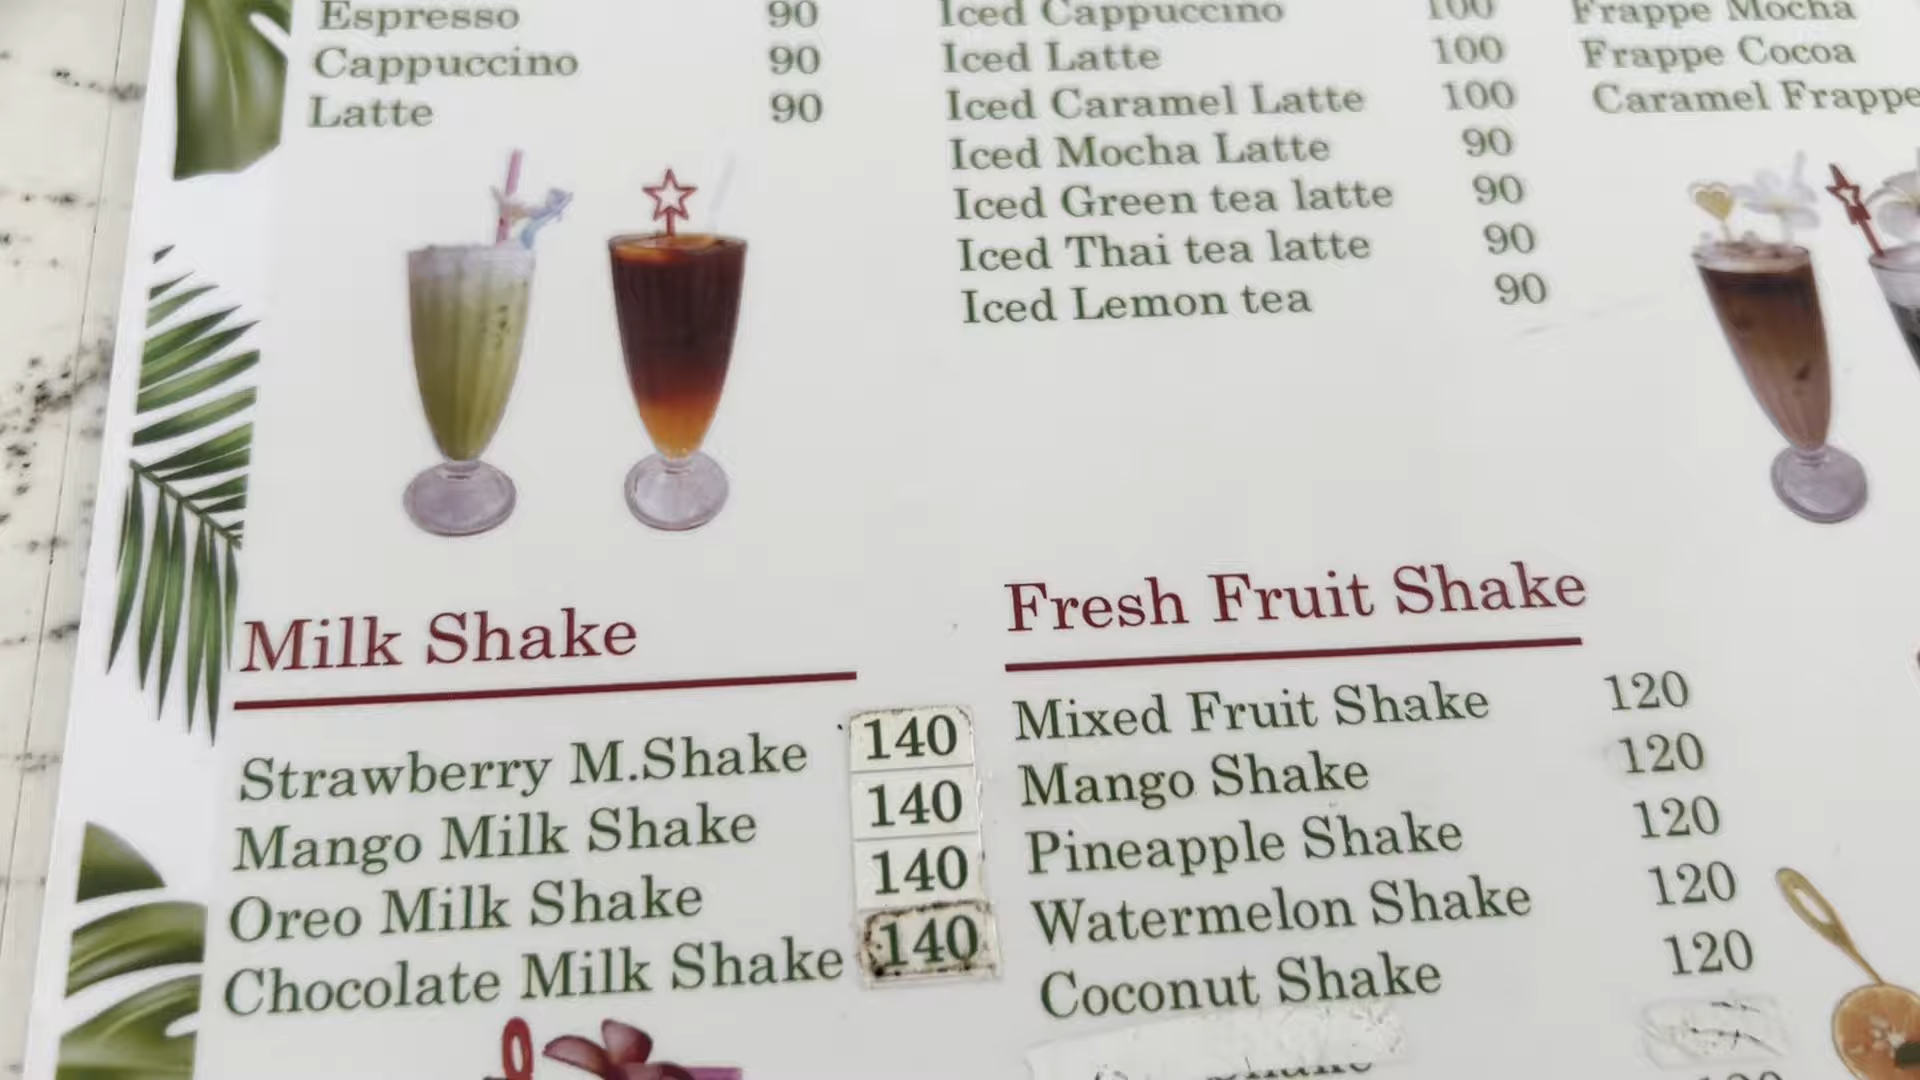 Espresso 90
Cappuccino 90
Latte 90
Iced Cappuccino 100
Iced Latte 100
Iced Caramel Latte 100
Iced Mocha Latte 90
Iced Green tea latte 90
Iced Thai tea latte 90
Iced Lemon tea 90
Frappe Mocha
Frappe Cocoa
Caramel Frappe
Milk Shake
Strawberry M.Shake 140
Mango Milk Shake 140
Oreo Milk Shake 140
Chocolate Milk Shake 140
Fresh Fruit Shake
Mixed Fruit Shake 120
Mango Shake 120
Pineapple Shake 120
Watermelon Shake 120
Coconut Shake 120